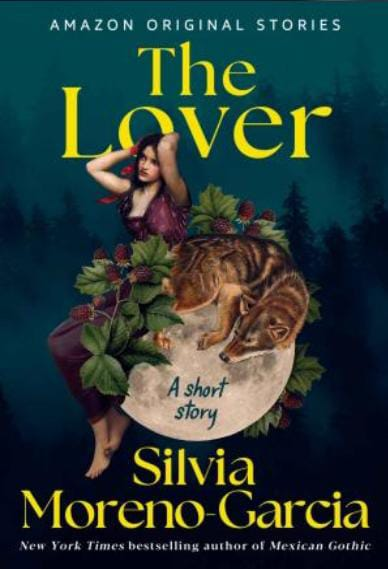 AMAZON ORIGINAL STORIES
The
Lover
A short
story
Silvia
Moreno-Garcia
New York Times bestselling author of Mexican Gothic